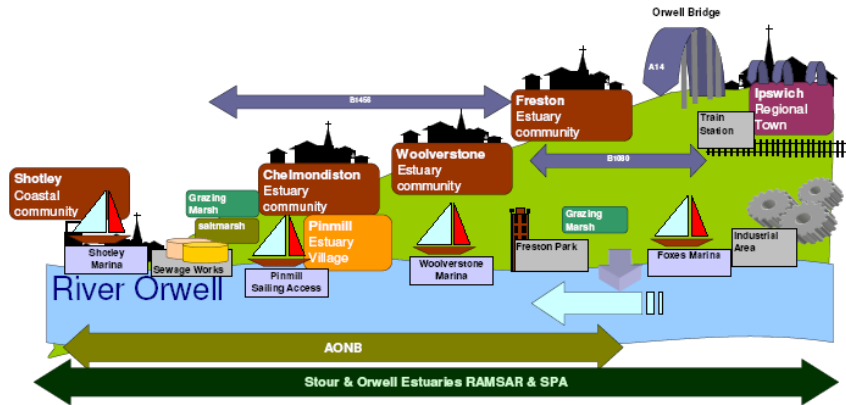 Orwell Bridge
A14
B1456
Freston
Estuary
community
Ipswich
Regional
Town
Train
Station
Woolverstone
Estuary
community
B1080
Chelmondiston
Estuary
community
Shotley
Coastal
community
Grazing
Marsh
saltmarsh
Pinmill
Estuary
Village
Grazing
Marsh
Shotley
Marina
Sewage Works
Pinmill
Sailing Access
Woolverstone
Marina
Freston Park
Foxes Marina
Industrial
Area
River Orwell
AONB
Stour & Orwell Estuaries RAMSAR & SPA